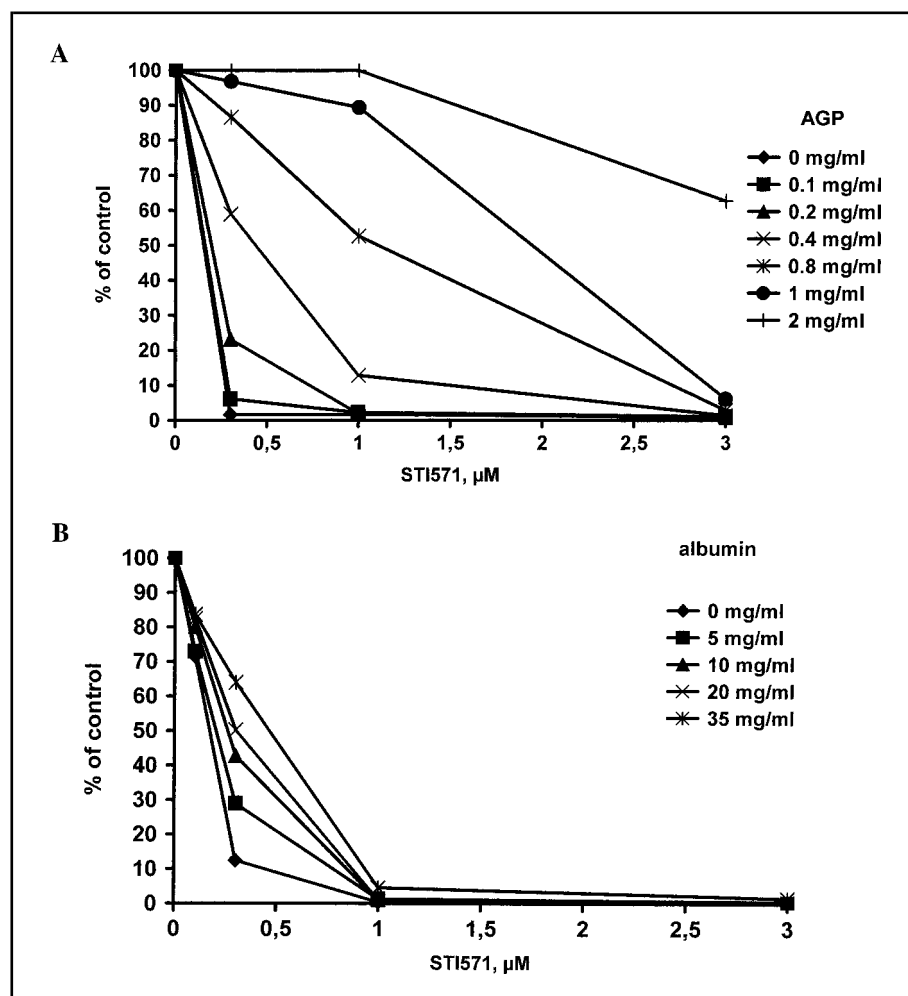 A
% of control
100
90
80
70
60
50
40
30
20
10
0
0 0,5 1 1,5 2 2,5 3
STI571, µM
AGP
0 mg/ml
0.1 mg/ml
0.2 mg/ml
0.4 mg/ml
0.8 mg/ml
1 mg/ml
2 mg/ml
B
% of control
100
90
80
70
60
50
40
30
20
10
0
0 0,5 1 1,5 2 2,5 3
STI571, µM
albumin
0 mg/ml
5 mg/ml
10 mg/ml
20 mg/ml
35 mg/ml